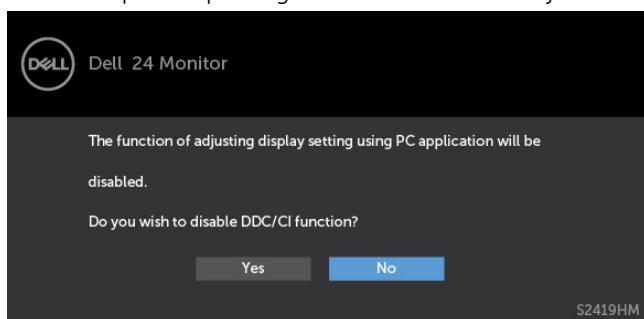 DELL
Dell 24 Monitor
The function of adjusting display setting using PC application will be
disabled.
Do you wish to disable DDC/CI function?
Yes
No
S2419HM